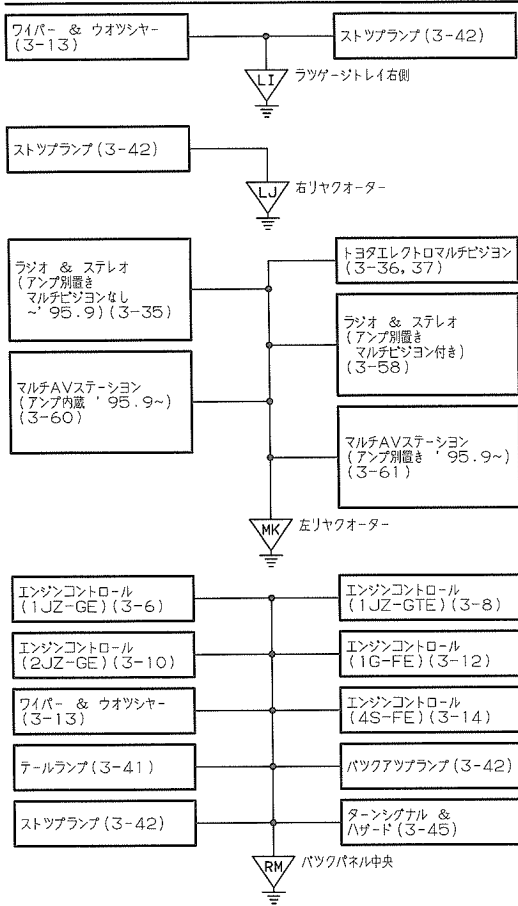 ワイパー & ウオツシヤー
(3-13)
ストツプランプ(3-42)
LI
ラツゲージトレイ右側
ストツプランプ(3-42)
LJ
右リヤクオーター
ラジオ & ステレオ
(アンプ別置き
マルチビジヨンなし
~'95.9)(3-35)
トヨタエレクトロマルチビジヨン
(3-36,37)
ラジオ & ステレオ
(アンプ別置き
マルチビジヨン付き)
(3-58)
マルチAVステーシヨン
(アンプ内蔵 '95.9~)
(3-60)
マルチAVステーシヨン
(アンプ別置き '95.9~)
(3-61)
MK
左リヤクオーター
エンジンコントロール
(1JZ-GE)(3-6)
エンジンコントロール
(1JZ-GTE)(3-8)
エンジンコントロール
(2JZ-GE)(3-10)
エンジンコントロール
(1G-FE)(3-12)
ワイパー & ウオツシヤー
(3-13)
エンジンコントロール
(4S-FE)(3-14)
テールランプ(3-41)
バツクアツプランプ(3-42)
ストツプランプ(3-42)
ターンシグナル &
ハザード(3-45)
RM
バツクパネル中央